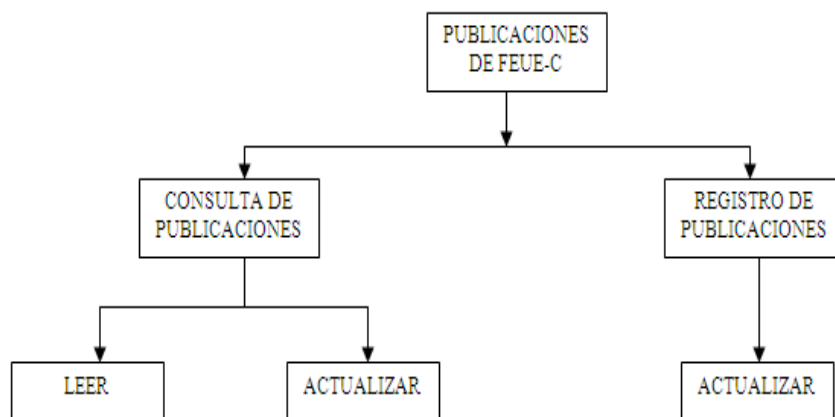 PUBLICACIONES
DE FEUE-C
CONSULTA DE
PUBLICACIONES
REGISTRO DE
PUBLICACIONES
LEER
ACTUALIZAR
ACTUALIZAR